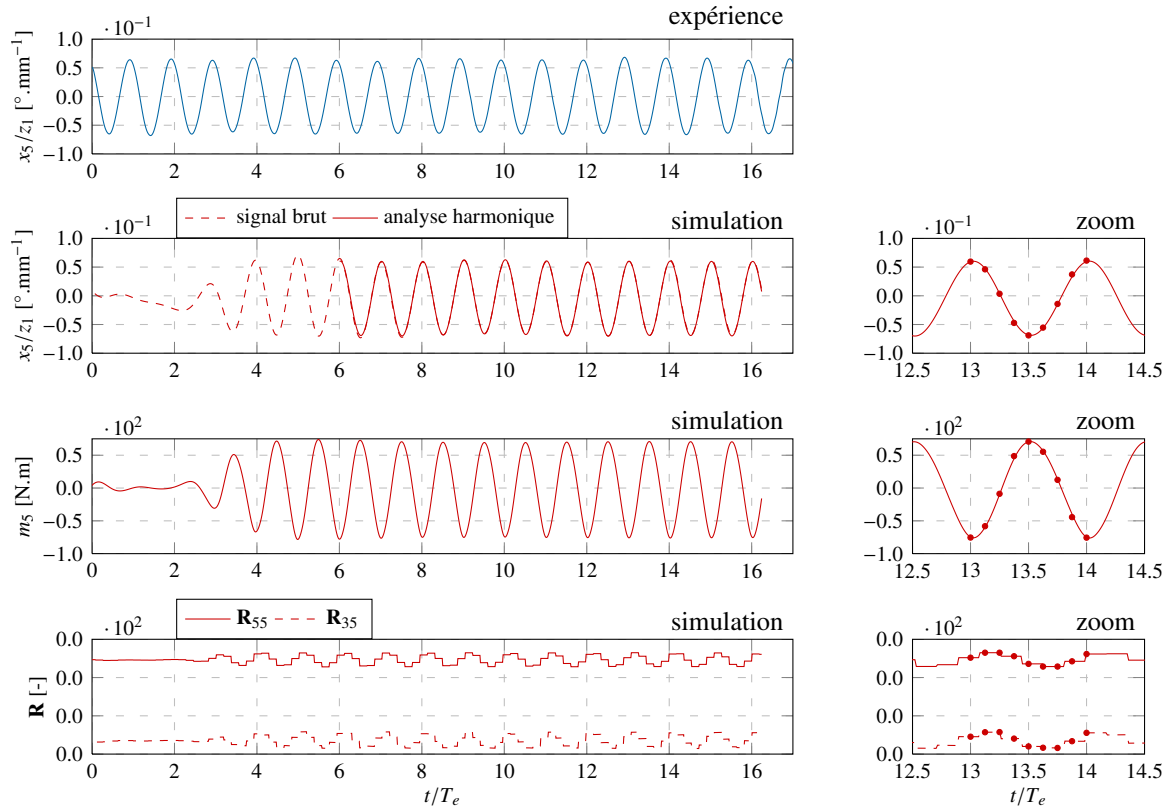 expérience
·10⁻¹
x₅/z₁ [°.mm⁻¹]
1.0
0.5
0.0
−0.5
−1.0
0 2 4 6 8 10 12 14 16
signal brut analyse harmonique
simulation
·10⁻¹
x₅/z₁ [°.mm⁻¹]
1.0
0.5
0.0
−0.5
−1.0
0 2 4 6 8 10 12 14 16
zoom
·10⁻¹
1.0
0.5
0.0
−0.5
−1.0
12.5 13 13.5 14 14.5
simulation
·10²
m₅ [N.m]
0.5
0.0
−0.5
−1.0
0 2 4 6 8 10 12 14 16
zoom
·10²
0.5
0.0
−0.5
−1.0
12.5 13 13.5 14 14.5
R₅₅ R₃₅
simulation
·10²
R [-]
0.0
0.0
0.0
0.0
0 2 4 6 8 10 12 14 16
t/Tₑ
zoom
·10²
0.0
0.0
0.0
0.0
12.5 13 13.5 14 14.5
t/Tₑ